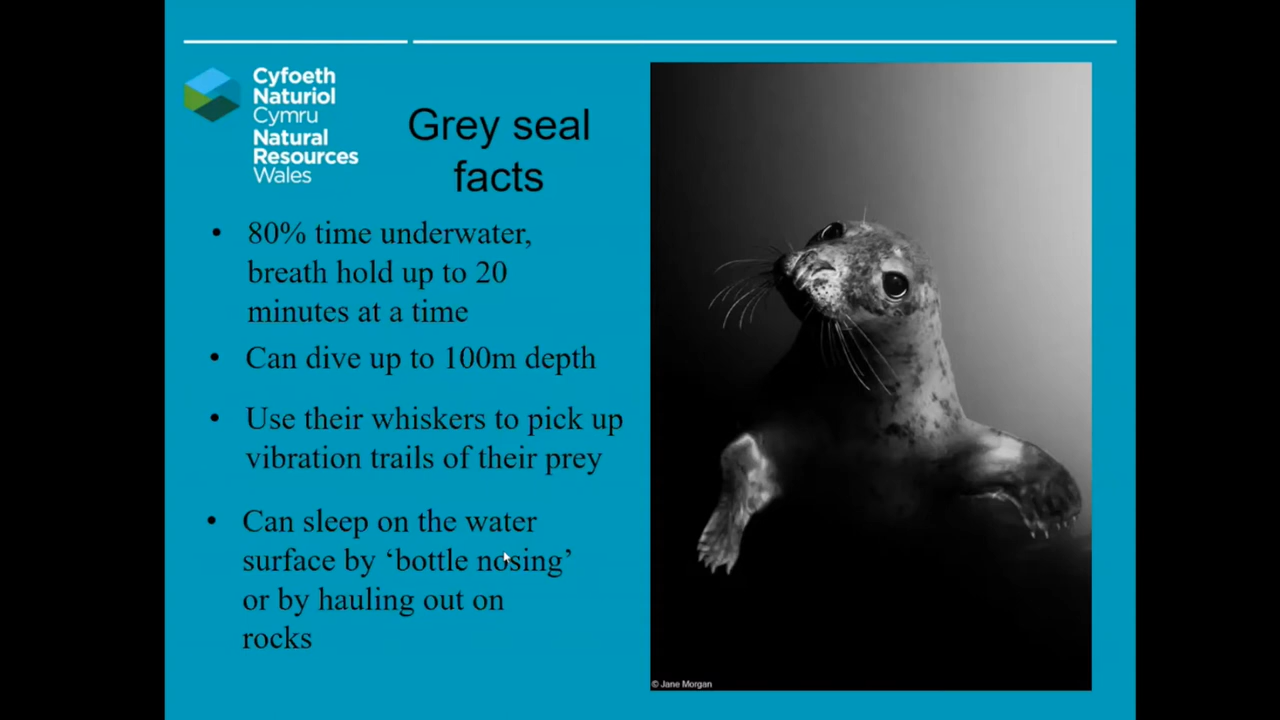 Cyfoeth
Naturiol
Cymru
Natural
Resources
Wales
Grey seal
facts
• 80% time underwater,
breath hold up to 20
minutes at a time
• Can dive up to 100m depth
• Use their whiskers to pick up
vibration trails of their prey
• Can sleep on the water
surface by ‘bottle nosing’
or by hauling out on
rocks
© Jane Morgan